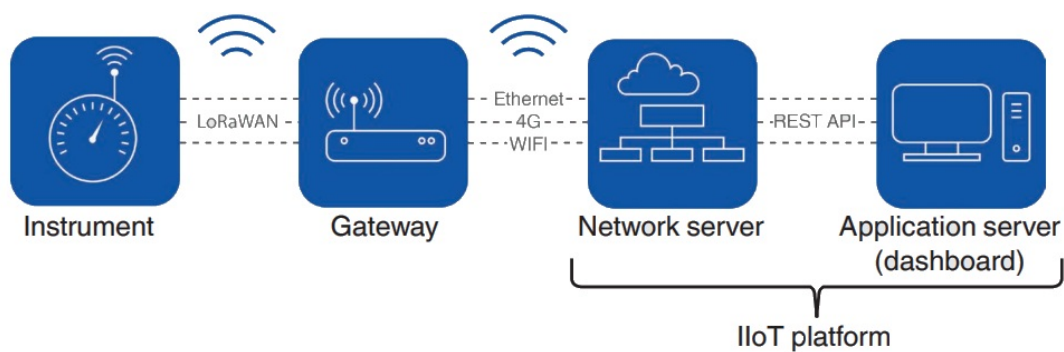 LoRaWAN
Ethernet
4G
WIFI
REST API
Instrument
Gateway
Network server
Application server
(dashboard)
IIoT platform